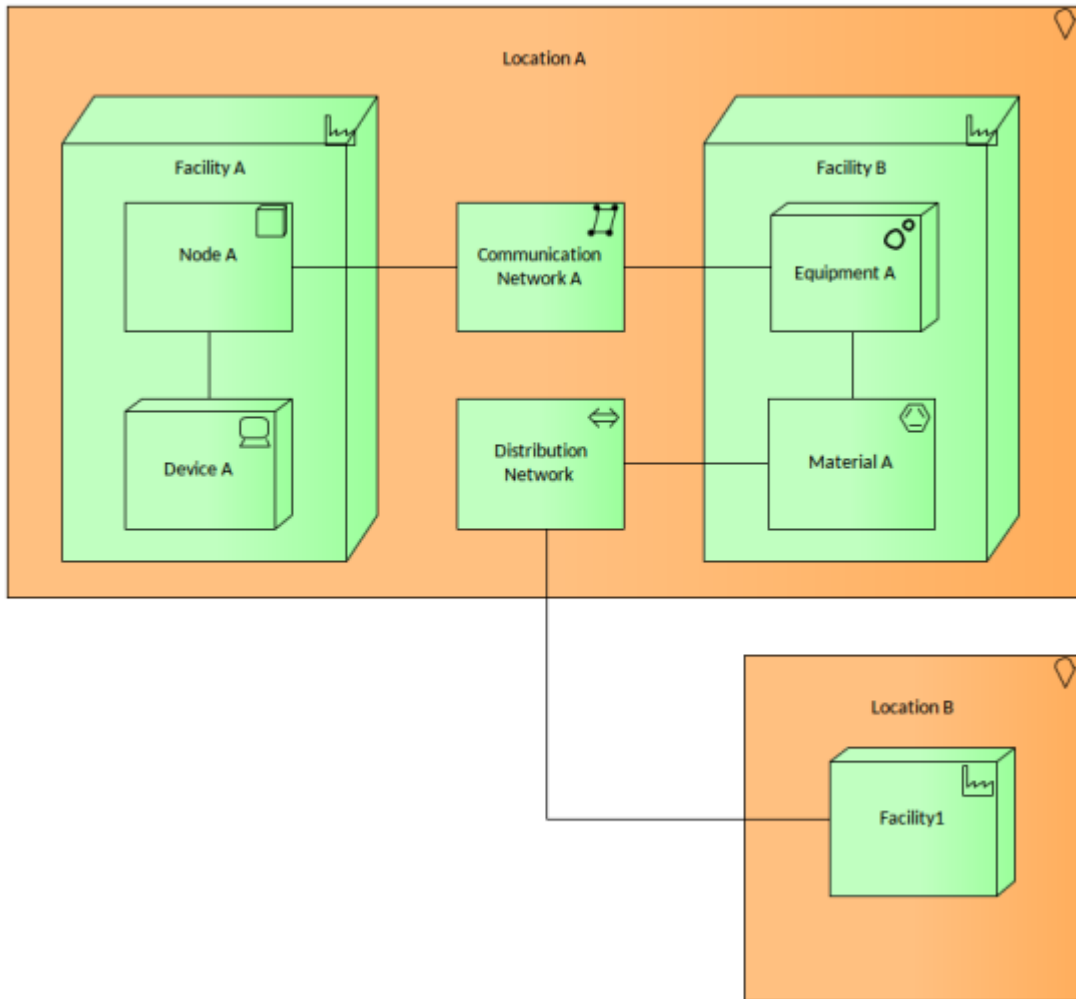 Location A
Facility A
Facility B
Node A
Communication
Network A
Equipment A
Device A
Distribution
Network
Material A
Location B
Facility1